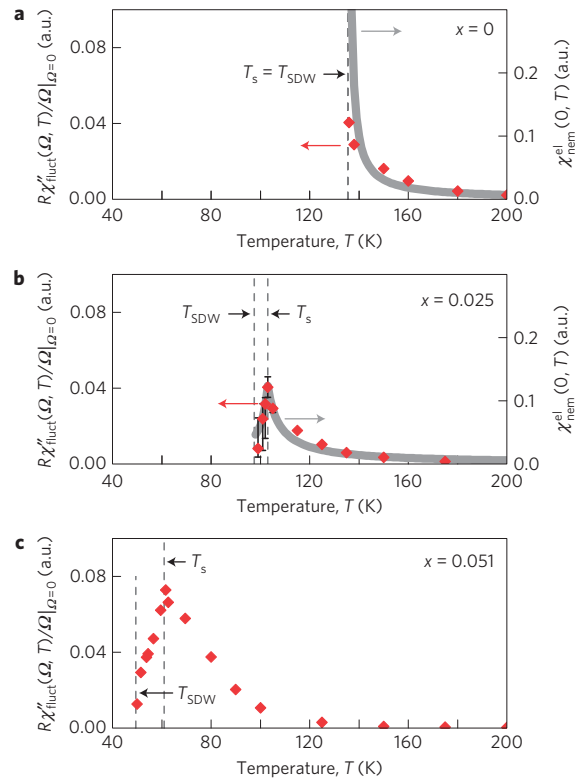 a
Rχ″fluct(Ω, T)/Ω|Ω=0 (a.u.)
0.08
0.04
0.00
Ts = TSDW
x = 0
0.2
0.1
0.0
χ^el_nem (0, T) (a.u.)
40 80 120 160 200
Temperature, T (K)
b
Rχ″fluct(Ω, T)/Ω|Ω=0 (a.u.)
0.08
0.04
0.00
TSDW
Ts
x = 0.025
0.2
0.1
0.0
χ^el_nem (0, T) (a.u.)
40 80 120 160 200
Temperature, T (K)
c
Rχ″fluct(Ω, T)/Ω|Ω=0 (a.u.)
0.08
0.04
0.00
Ts
x = 0.051
TSDW
40 80 120 160 200
Temperature, T (K)